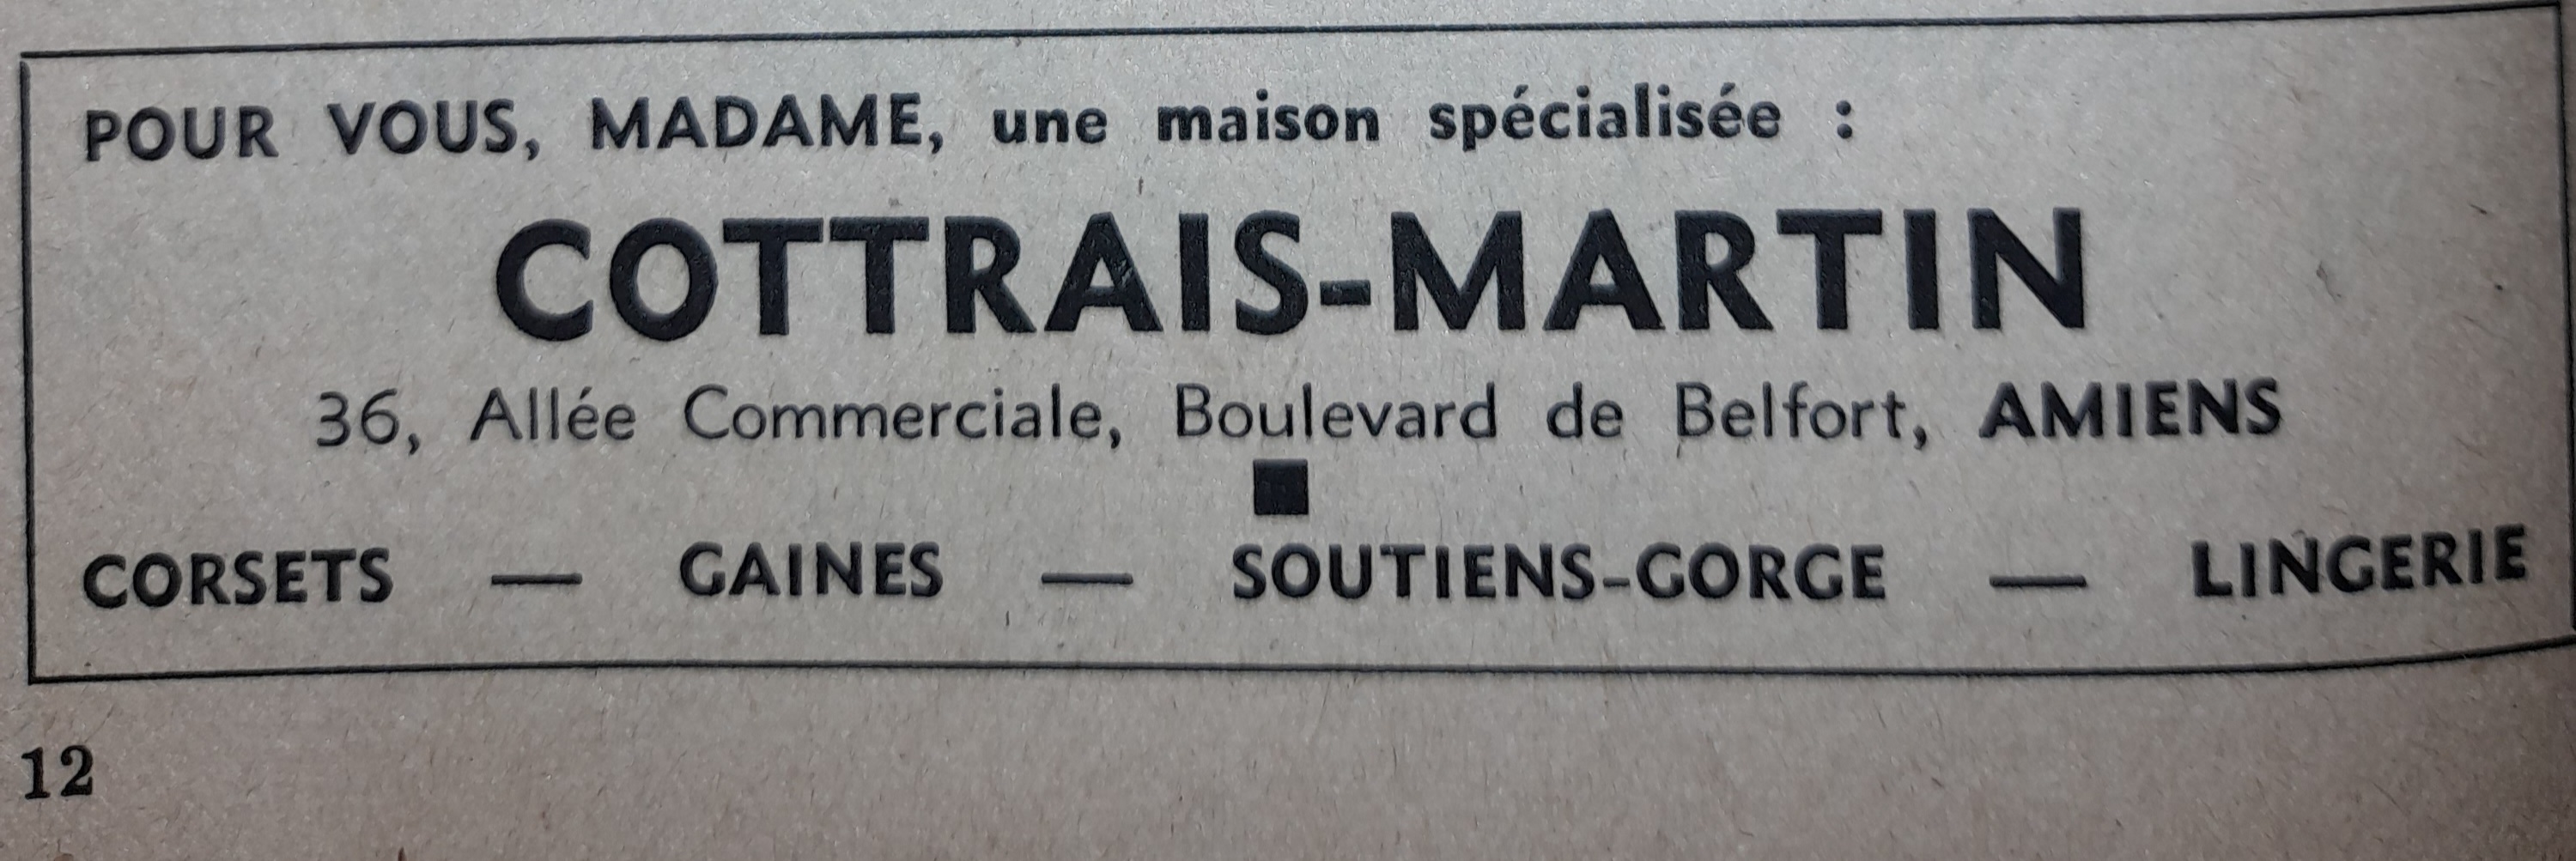 POUR VOUS, MADAME, une maison spécialisée :
COTTRAIS-MARTIN
36, Allée Commerciale, Boulevard de Belfort, AMIENS
CORSETS — GAINES — SOUTIENS-GORGE — LINGERIE
12